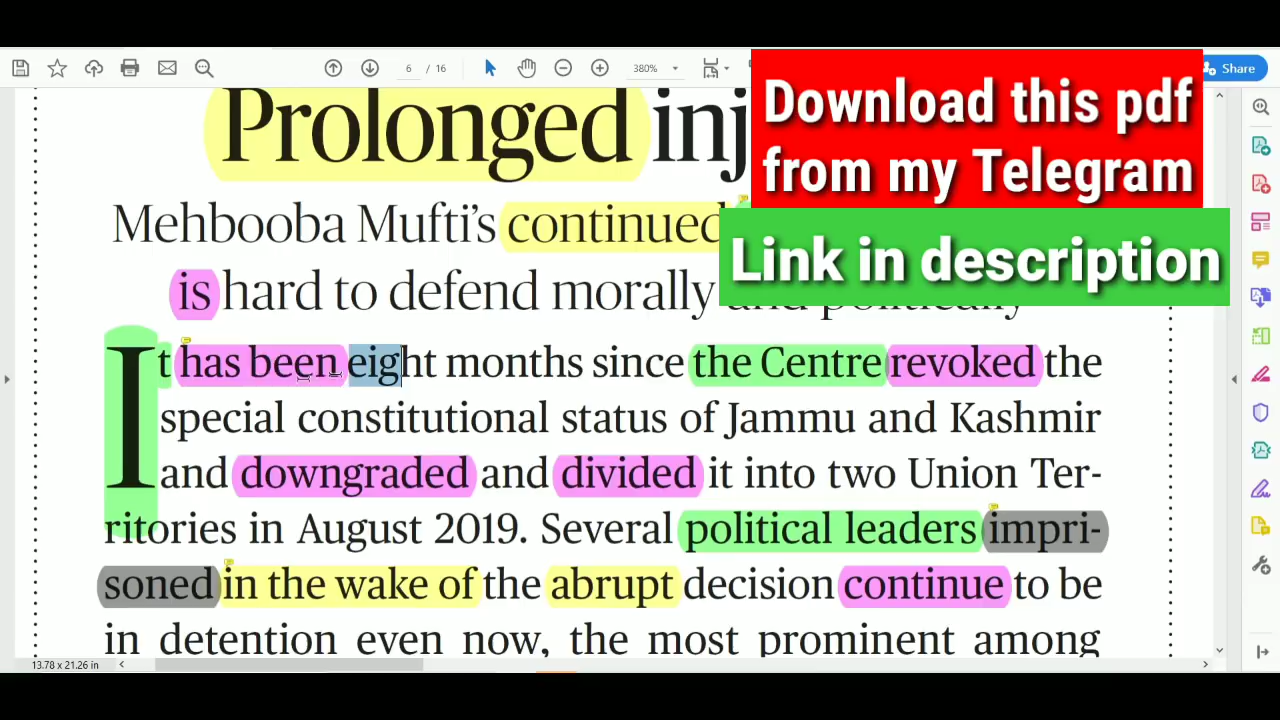 6 / 16
380%
Share
Download this pdf
from my Telegram
Link in description
Prolonged inj
Mehbooba Mufti's continued
is hard to defend morally and politically
It has been eight months since the Centre revoked the
special constitutional status of Jammu and Kashmir
and downgraded and divided it into two Union Ter-
ritories in August 2019. Several political leaders impri-
soned in the wake of the abrupt decision continue to be
in detention even now, the most prominent among
13.78 x 21.26 in